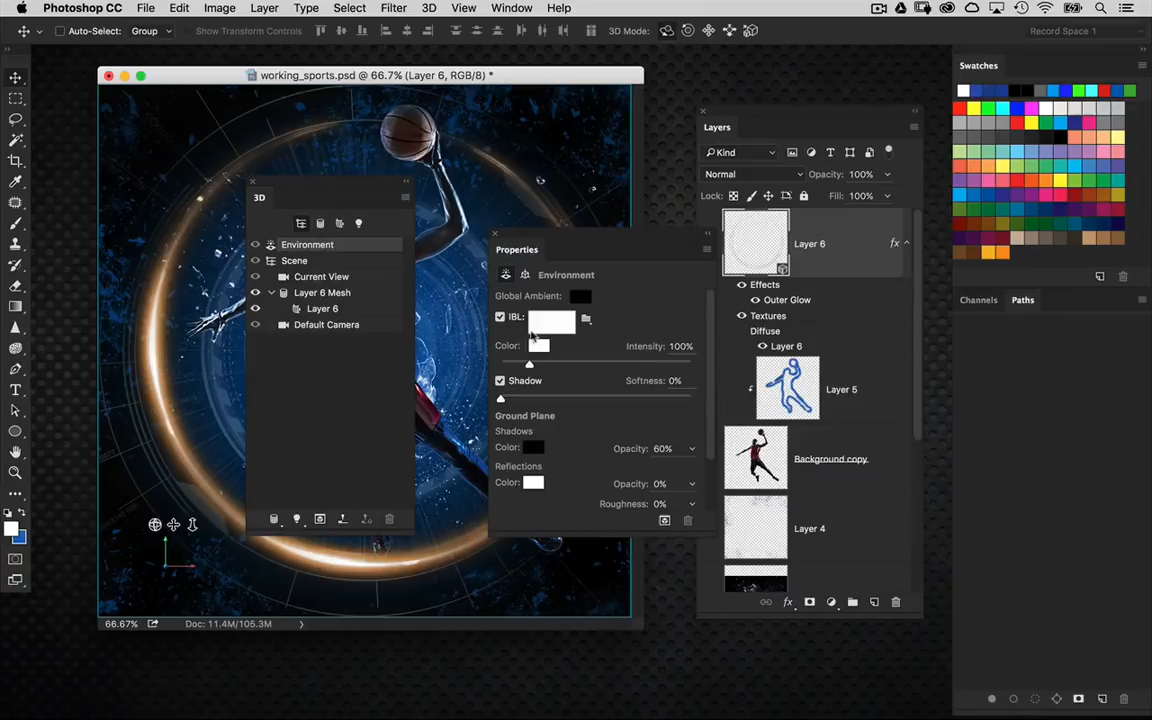 Photoshop CC File Edit Image Layer Type Select Filter 3D View Window Help
Auto-Select: Group Show Transform Controls 3D Mode: Record Space 1
working_sports.psd @ 66.7% (Layer 6, RGB/8) *
3D
Environment
Scene
Current View
Layer 6 Mesh
Layer 6
Default Camera
Properties
Environment
Global Ambient:
IBL:
Color: Intensity: 100%
Shadow Softness: 0%
Ground Plane
Shadows
Color: Opacity: 60%
Reflections
Color: Opacity: 0%
Roughness: 0%
Layers
Kind
Normal Opacity: 100%
Lock: Fill: 100%
Layer 6 fx
Effects
Outer Glow
Textures
Diffuse
Layer 6
Layer 5
Background copy
Layer 4
fx
Swatches
Channels Paths
66.67% Doc: 11.4M/105.3M